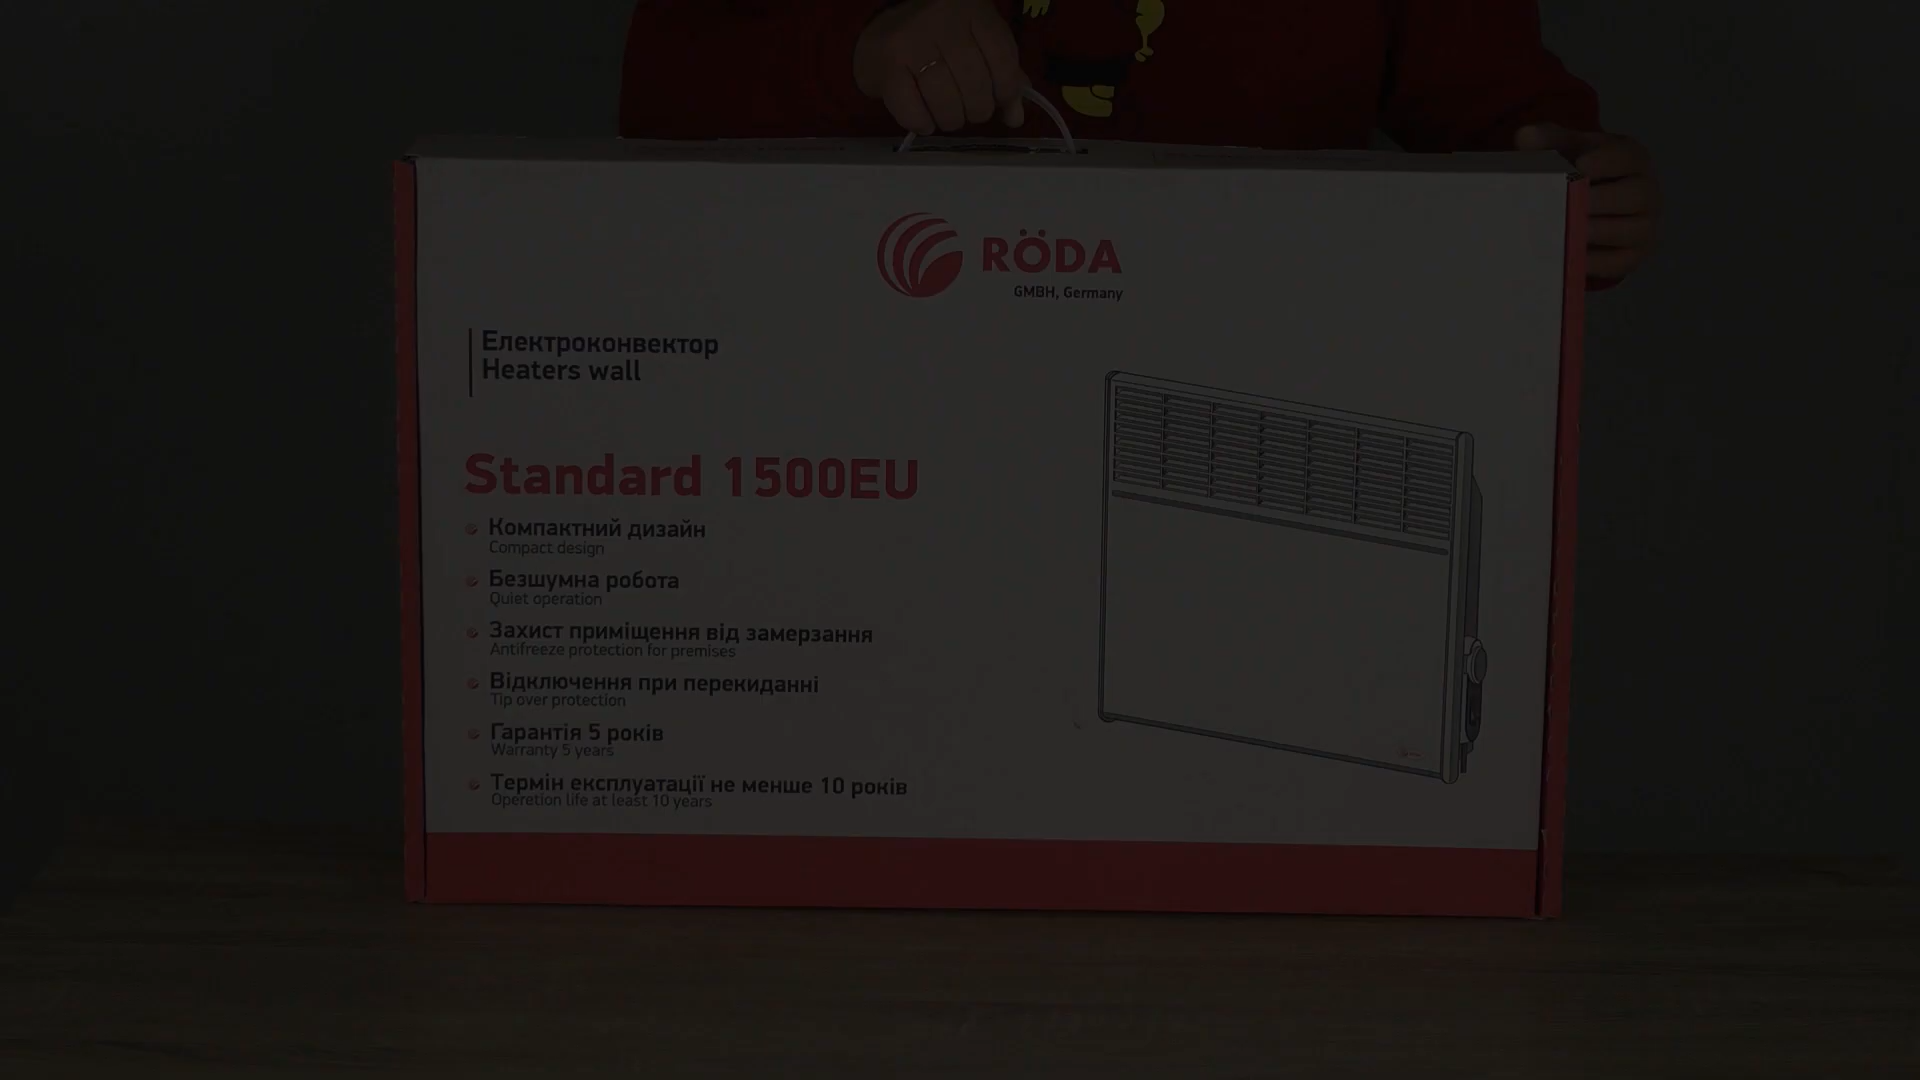 RÖDA
GMBH, Germany
Електроконвектор
Heaters wall
Standard 1500EU
Компактний дизайн
Compact design
Безшумна робота
Quiet operation
Захист приміщення від замерзання
Antifreeze protection for premises
Відключення при перекиданні
Tip over protection
Гарантія 5 років
Warranty 5 years
Термін експлуатації не менше 10 років
Operetion life at least 10 years